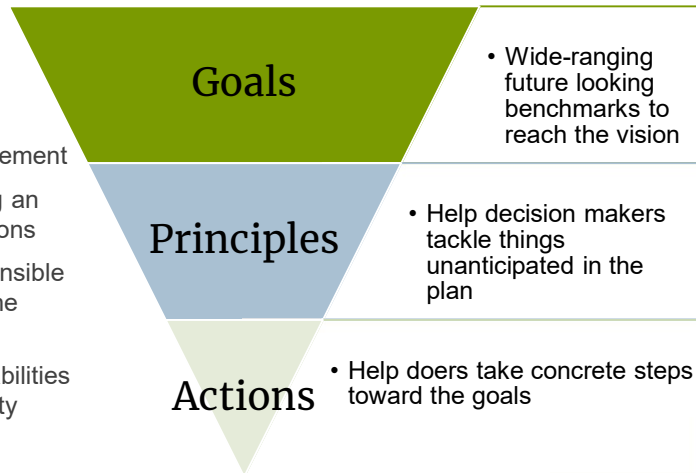 Goals
• Wide-ranging
future looking
benchmarks to
reach the vision
Principles
• Help decision makers
tackle things
unanticipated in the
plan
Actions
• Help doers take concrete steps
toward the goals
an